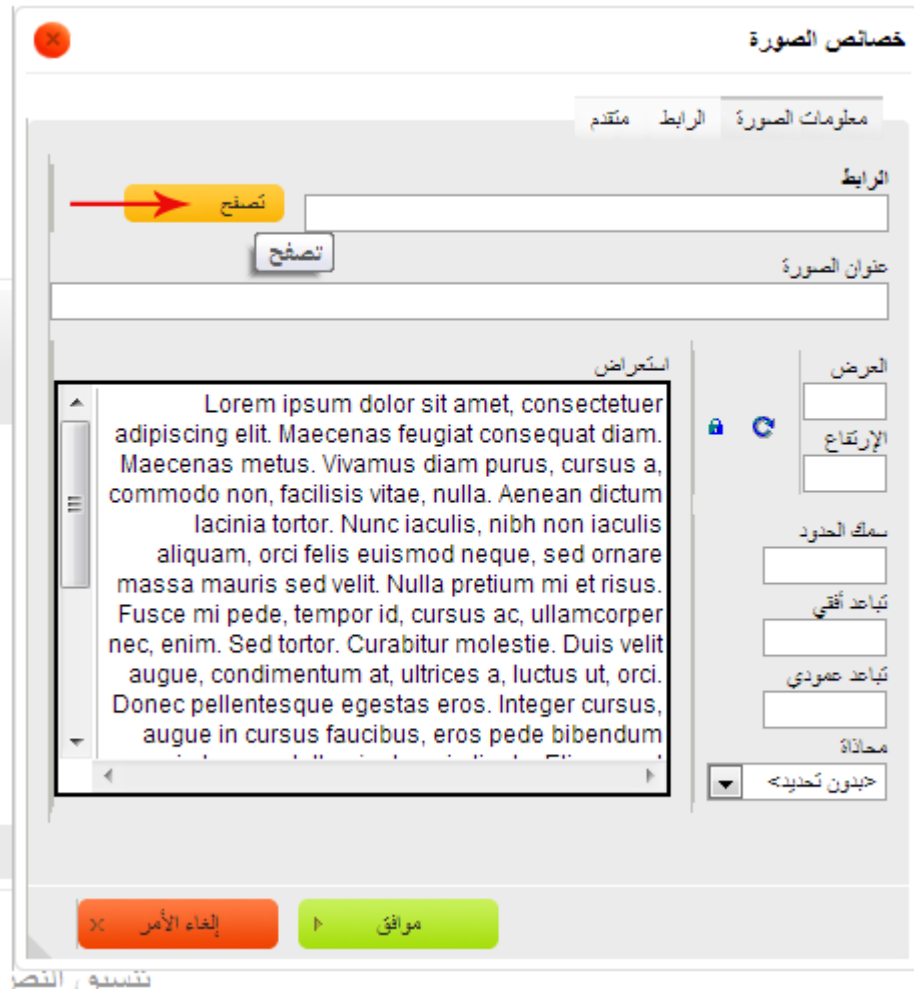 خصائص الصورة
معلومات الصورة
الرابط
متقدم
الرابط
تصفح
تصفح
عنوان الصورة
العرض
الإرتفاع
سمك الحدود
تباعد أفقي
تباعد عمودي
محاذاة
<بدون تحديد>
استعراض
Lorem ipsum dolor sit amet, consectetuer
adipiscing elit. Maecenas feugiat consequat diam.
Maecenas metus. Vivamus diam purus, cursus a,
commodo non, facilisis vitae, nulla. Aenean dictum
lacinia tortor. Nunc iaculis, nibh non iaculis
aliquam, orci felis euismod neque, sed ornare
massa mauris sed velit. Nulla pretium mi et risus.
Fusce mi pede, tempor id, cursus ac, ullamcorper
nec, enim. Sed tortor. Curabitur molestie. Duis velit
augue, condimentum at, ultrices a, luctus ut, orci.
Donec pellentesque egestas eros. Integer cursus,
augue in cursus faucibus, eros pede bibendum
موافق
إلغاء الأمر